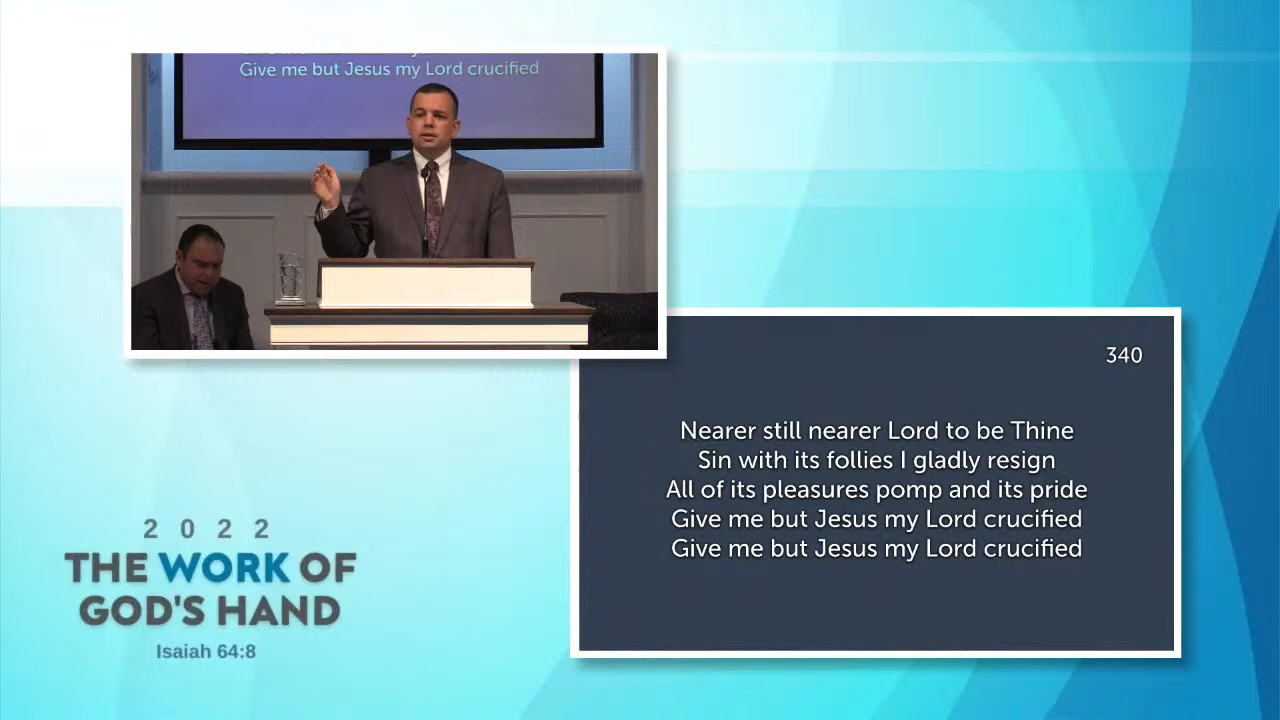 Give me but Jesus my Lord crucified
340
Nearer still nearer Lord to be Thine
Sin with its follies I gladly resign
All of its pleasures pomp and its pride
Give me but Jesus my Lord crucified
Give me but Jesus my Lord crucified
2022
THE WORK OF
GOD'S HAND
Isaiah 64:8